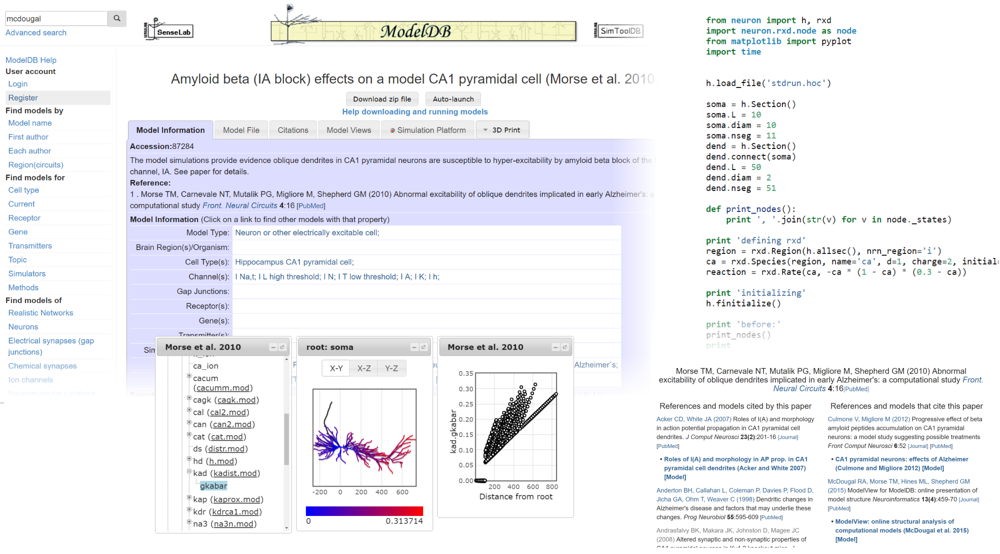 mcdougal
Advanced search
SenseLab
ModelDB
SimToolDB
ModelDB Help
User account
Login
Register
Find models by
Model name
First author
Each author
Region(circuits)
Find models for
Cell type
Current
Receptor
Gene
Transmitters
Topic
Simulators
Methods
Find models of
Realistic Networks
Neurons
Electrical synapses (gap
junctions)
Chemical synapses
Ion channels
Neuromuscular junctions
Amyloid beta (IA block) effects on a model CA1 pyramidal cell (Morse et al. 2010
Download zip file Auto-launch
Help downloading and running models
Model Information Model File Citations Model Views Simulation Platform 3D Print
Accession:87284
The model simulations provide evidence oblique dendrites in CA1 pyramidal neurons are susceptible to hyper-excitability by amyloid beta block of the
channel, IA. See paper for details.
Reference:
1 . Morse TM, Carnevale NT, Mutalik PG, Migliore M, Shepherd GM (2010) Abnormal excitability of oblique dendrites implicated in early Alzheimer's: a
computational study Front. Neural Circuits 4:16 [PubMed]
Model Information (Click on a link to find other models with that property)
Model Type: Neuron or other electrically excitable cell;
Brain Region(s)/Organism:
Cell Type(s): Hippocampus CA1 pyramidal cell;
Channel(s): I Na,t; I L high threshold; I N; I T low threshold; I A; I K; I h;
Gap Junctions:
Receptor(s):
Gene(s):
Transmitter(s):
Sim
Alzheimer`s;
Morse et al. 2010
k_ion
ca_ion
cacum
(cacumm.mod)
cagk (cagk.mod)
cal (cal2.mod)
can (can2.mod)
cat (cat.mod)
ds (distr.mod)
hd (h.mod)
kad (kadist.mod)
gkabar
kap (kaprox.mod)
kdr (kdrca1.mod)
na3 (na3n.mod)
root: soma
X-Y X-Z Y-Z
-200 0 200 400 600
0 0.313714
Morse et al. 2010
0.35
0.30
0.25
0.20
0.15
0.10
0.05
0.00
kad.gkabar
200 400 600 800
Distance from root
from neuron import h, rxd
import neuron.rxd.node as node
from matplotlib import pyplot
import time
h.load_file('stdrun.hoc')
soma = h.Section()
soma.L = 10
soma.diam = 10
soma.nseg = 11
dend = h.Section()
dend.connect(soma)
dend.L = 50
dend.diam = 2
dend.nseg = 51
def print_nodes():
print ', '.join(str(v) for v in node._states)
print 'defining rxd'
region = rxd.Region(h.allsec(), nrn_region='i')
ca = rxd.Species(region, name='ca', d=1, charge=2, initial=
reaction = rxd.Rate(ca, -ca * (1 - ca) * (0.3 - ca))
print 'initializing'
h.finitialize()
print 'before:'
print_nodes()
print
Morse TM, Carnevale NT, Mutalik PG, Migliore M, Shepherd GM (2010) Abnormal
excitability of oblique dendrites implicated in early Alzheimer's: a computational study Front.
Neural Circuits 4:16[PubMed]
References and models cited by this paper
Acker CD, White JA (2007) Roles of I(A) and morphology
in action potential propagation in CA1 pyramidal cell
dendrites. J Comput Neurosci 23(2):201-16 [Journal]
[PubMed]
• Roles of I(A) and morphology in AP prop. in CA1
pyramidal cell dendrites (Acker and White 2007)
[Model]
Anderton BH, Callahan L, Coleman P, Davies P, Flood D,
Jicha GA, Ohm T, Weaver C (1998) Dendritic changes in
Alzheimer's disease and factors that may underlie these
changes. Prog Neurobiol 55:595-609 [PubMed]
Andrasfalvy BK, Makara JK, Johnston D, Magee JC
(2008) Altered synaptic and non-synaptic properties of
CA1 pyramidal neurons in Kv4.2 knockout mice. J
References and models that cite this paper
Culmone V, Migliore M (2012) Progressive effect of beta
amyloid peptides accumulation on CA1 pyramidal
neurons: a model study suggesting possible treatments
Front Comput Neurosci 6:52 [Journal] [PubMed]
• CA1 pyramidal neurons: effects of Alzheimer
(Culmone and Migliore 2012) [Model]
McDougal RA, Morse TM, Hines ML, Shepherd GM
(2015) ModelView for ModelDB: online presentation of
model structure Neuroinformatics 13(4):459-70 [Journal]
[PubMed]
• ModelView: online structural analysis of
computational models (McDougal et al. 2015)
[Model]